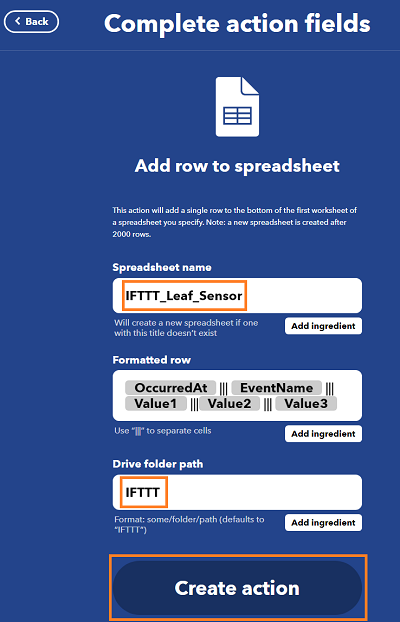 < Back
Complete action fields
Add row to spreadsheet
This action will add a single row to the bottom of the first worksheet of
a spreadsheet you specify. Note: a new spreadsheet is created after
2000 rows.
Spreadsheet name
IFTTT_Leaf_Sensor
Will create a new spreadsheet if one
with this title doesn't exist
Add ingredient
Formatted row
OccurredAt ||| EventName |||
Value1 ||| Value2 ||| Value3
Use "|||" to separate cells
Add ingredient
Drive folder path
IFTTT
Format: some/folder/path (defaults to
"IFTTT")
Add ingredient
Create action